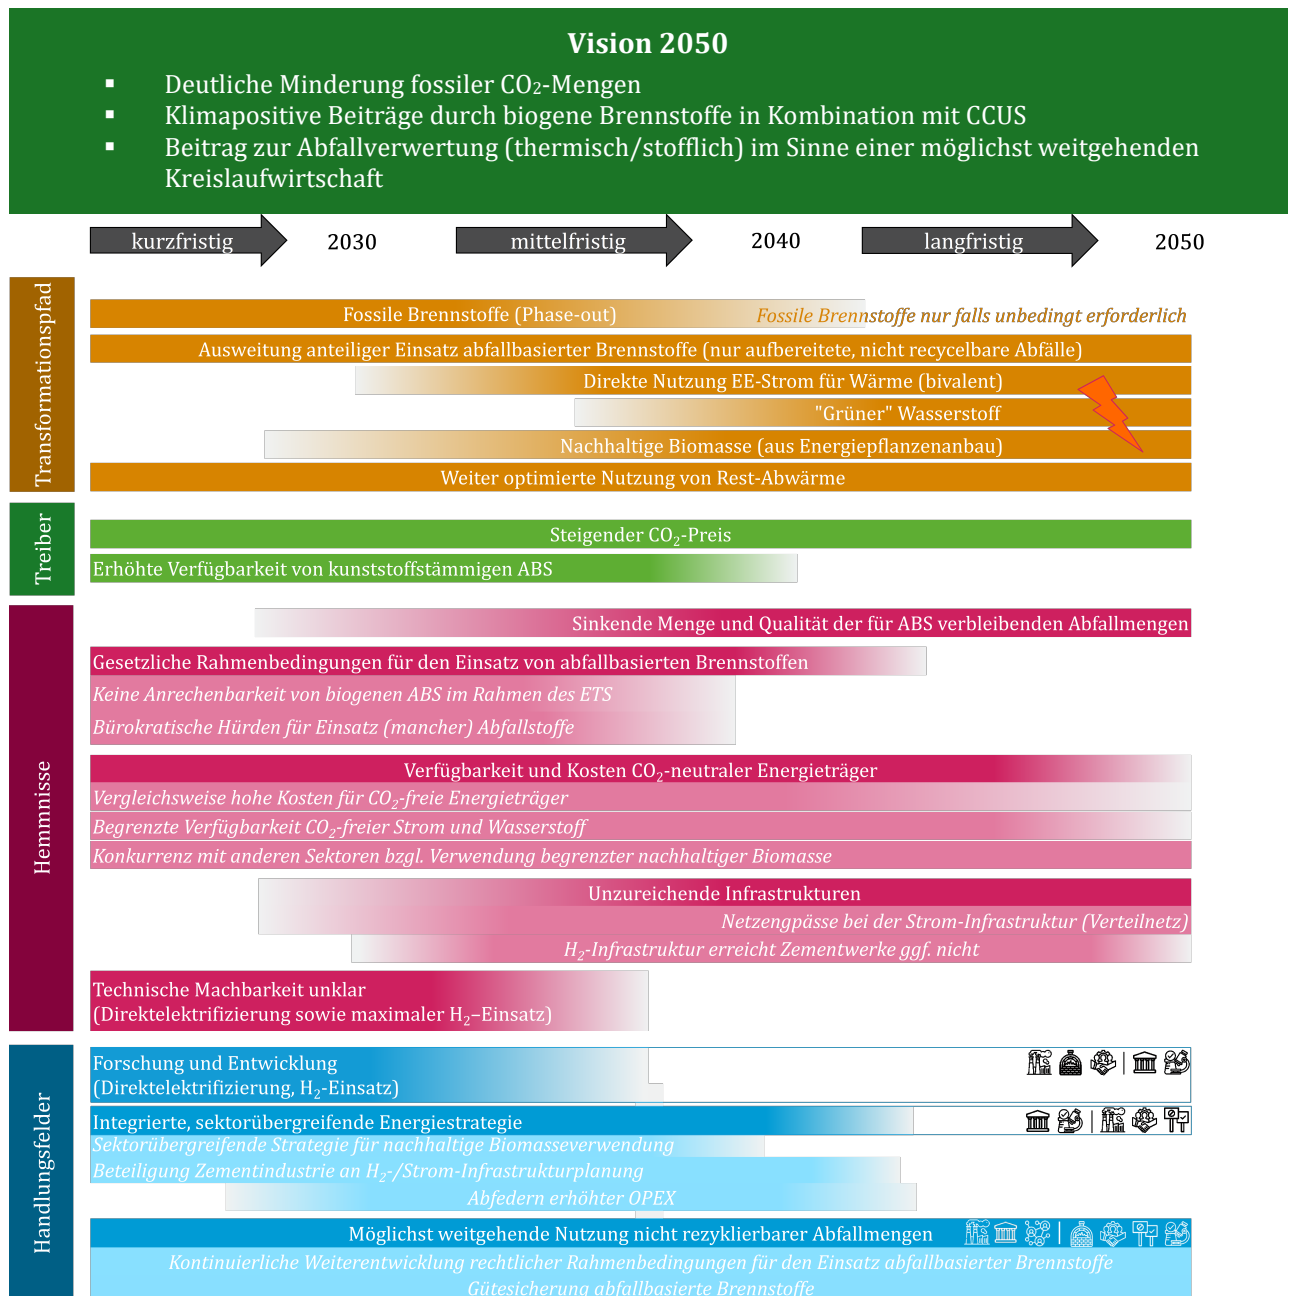 Vision 2050
▪ Deutliche Minderung fossiler CO₂-Mengen
▪ Klimapositive Beiträge durch biogene Brennstoffe in Kombination mit CCUS
▪ Beitrag zur Abfallverwertung (thermisch/stofflich) im Sinne einer möglichst weitgehenden
Kreislaufwirtschaft
kurzfristig 2030 mittelfristig 2040 langfristig 2050
Transformationspfad
Fossile Brennstoffe (Phase-out) Fossile Brennstoffe nur falls unbedingt erforderlich
Ausweitung anteiliger Einsatz abfallbasierter Brennstoffe (nur aufbereitete, nicht recycelbare Abfälle)
Direkte Nutzung EE-Strom für Wärme (bivalent)
"Grüner" Wasserstoff
Nachhaltige Biomasse (aus Energiepflanzenanbau)
Weiter optimierte Nutzung von Rest-Abwärme
Treiber
Steigender CO₂-Preis
Erhöhte Verfügbarkeit von kunststoffstämmigen ABS
Hemmnisse
Sinkende Menge und Qualität der für ABS verbleibenden Abfallmengen
Gesetzliche Rahmenbedingungen für den Einsatz von abfallbasierten Brennstoffen
Keine Anrechenbarkeit von biogenen ABS im Rahmen des ETS
Bürokratische Hürden für Einsatz (mancher) Abfallstoffe
Verfügbarkeit und Kosten CO₂-neutraler Energieträger
Vergleichsweise hohe Kosten für CO₂-freie Energieträger
Begrenzte Verfügbarkeit CO₂-freier Strom und Wasserstoff
Konkurrenz mit anderen Sektoren bzgl. Verwendung begrenzter nachhaltiger Biomasse
Unzureichende Infrastrukturen
Netzengpässe bei der Strom-Infrastruktur (Verteilnetz)
H₂-Infrastruktur erreicht Zementwerke ggf. nicht
Technische Machbarkeit unklar
(Direktelektrifizierung sowie maximaler H₂–Einsatz)
Handlungsfelder
Forschung und Entwicklung
(Direktelektrifizierung, H₂-Einsatz)
Integrierte, sektorübergreifende Energiestrategie
Sektorübergreifende Strategie für nachhaltige Biomasseverwendung
Beteiligung Zementindustrie an H₂-/Strom-Infrastrukturplanung
Abfedern erhöhter OPEX
Möglichst weitgehende Nutzung nicht rezyklierbarer Abfallmengen
Kontinuierliche Weiterentwicklung rechtlicher Rahmenbedingungen für den Einsatz abfallbasierter Brennstoffe
Gütesicherung abfallbasierte Brennstoffe